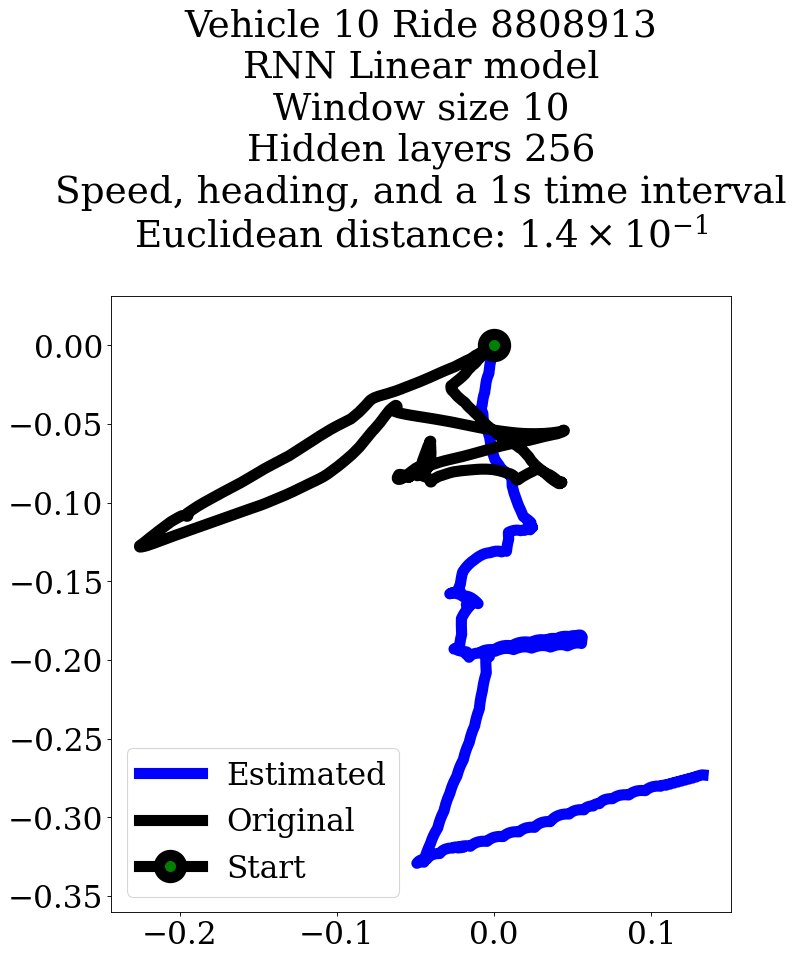 Vehicle 10 Ride 8808913
RNN Linear model
Window size 10
Hidden layers 256
Speed, heading, and a 1s time interval
Euclidean distance: 1.4 × 10⁻¹
0.00
−0.05
−0.10
−0.15
−0.20
−0.25
−0.30
−0.35
Estimated
Original
Start
−0.2
−0.1
0.0
0.1